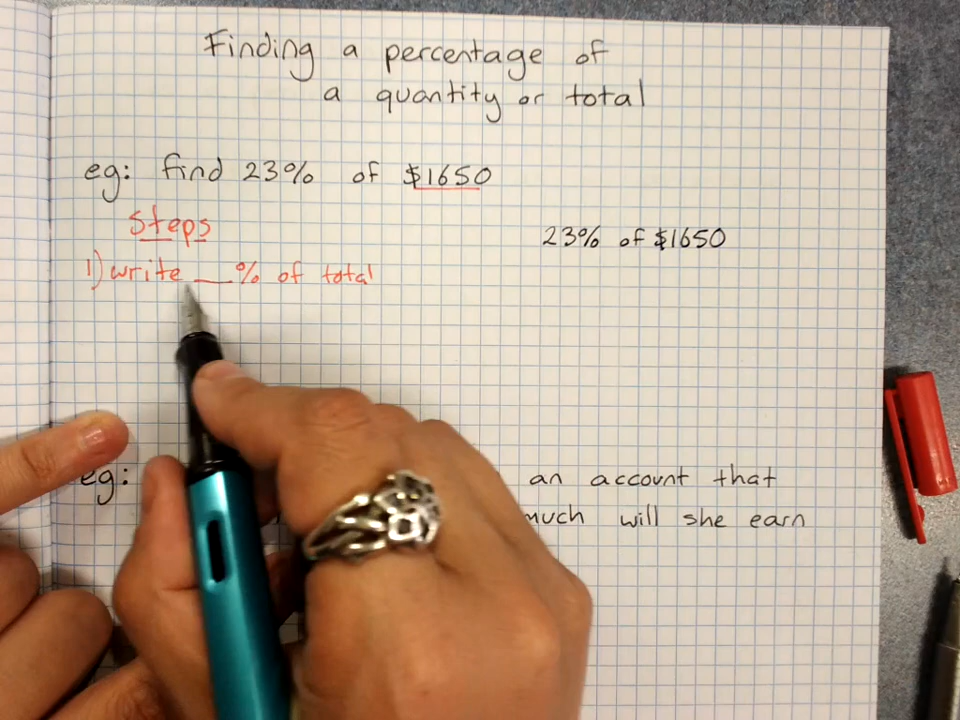 Finding a percentage of
a quantity or total
eg: find 23% of $1650
Steps
23% of $1650
1) write __% of total
eg: an account that
much will she earn